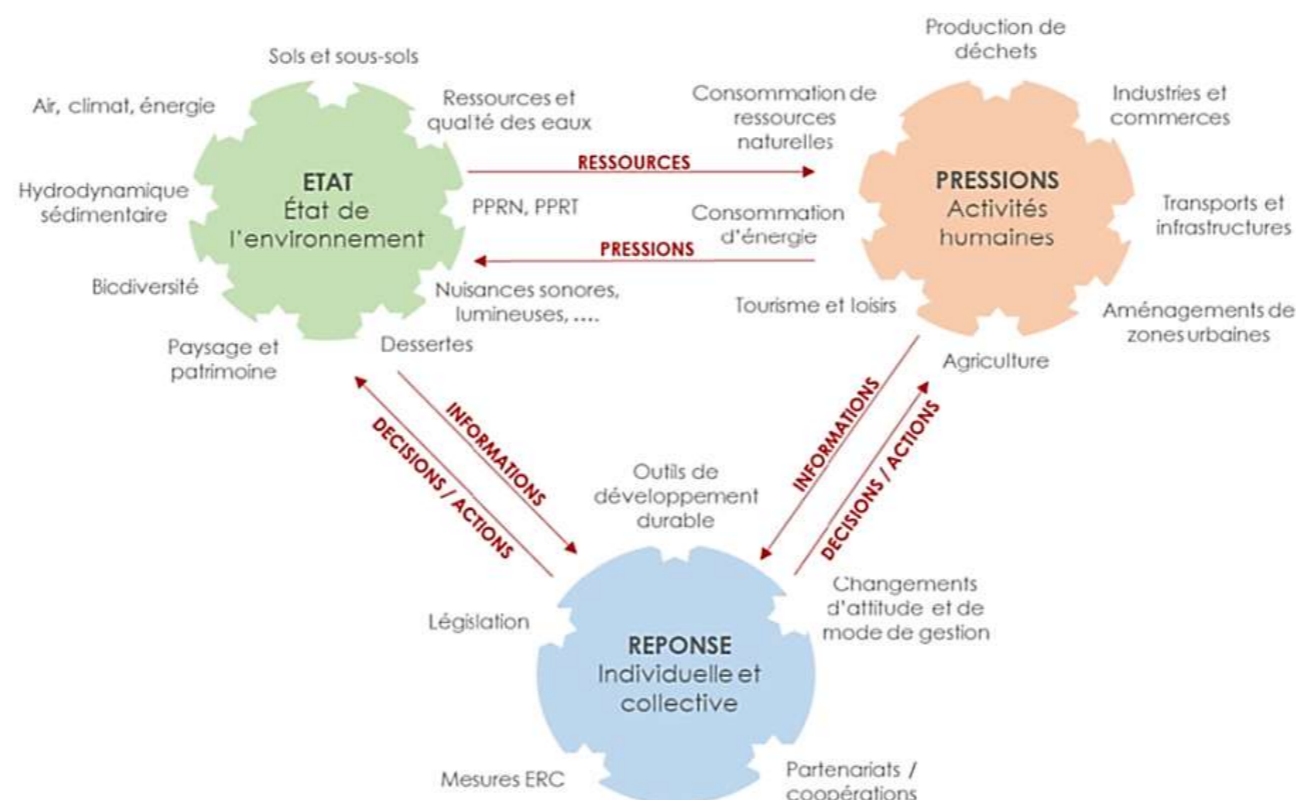 Sols et sous-sols
Air, climat, énergie
Ressources et
qualté des eaux
Hydrodynamique
sédimentaire
ETAT
État de
l'environnement
PPRN, PPRT
Biodiversité
Nuisances sonores,
lumineuses, ....
Paysage et
patrimoine
Dessertes
RESSOURCES
PRESSIONS
Production de
déchets
Consommation de
ressources
naturelles
Industries et
commerces
Consommation
d'énergie
PRESSIONS
Activités
humaines
Transports et
infrastructures
Tourisme et loisirs
Aménagements de
zones urbaines
Agriculture
INFORMATIONS
DECISIONS / ACTIONS
INFORMATIONS
DECISIONS / ACTIONS
Outils de
développement
durable
Législation
Changements
d'attitude et de
mode de gestion
REPONSE
Individuelle et
collective
Mesures ERC
Partenariats /
coopérations